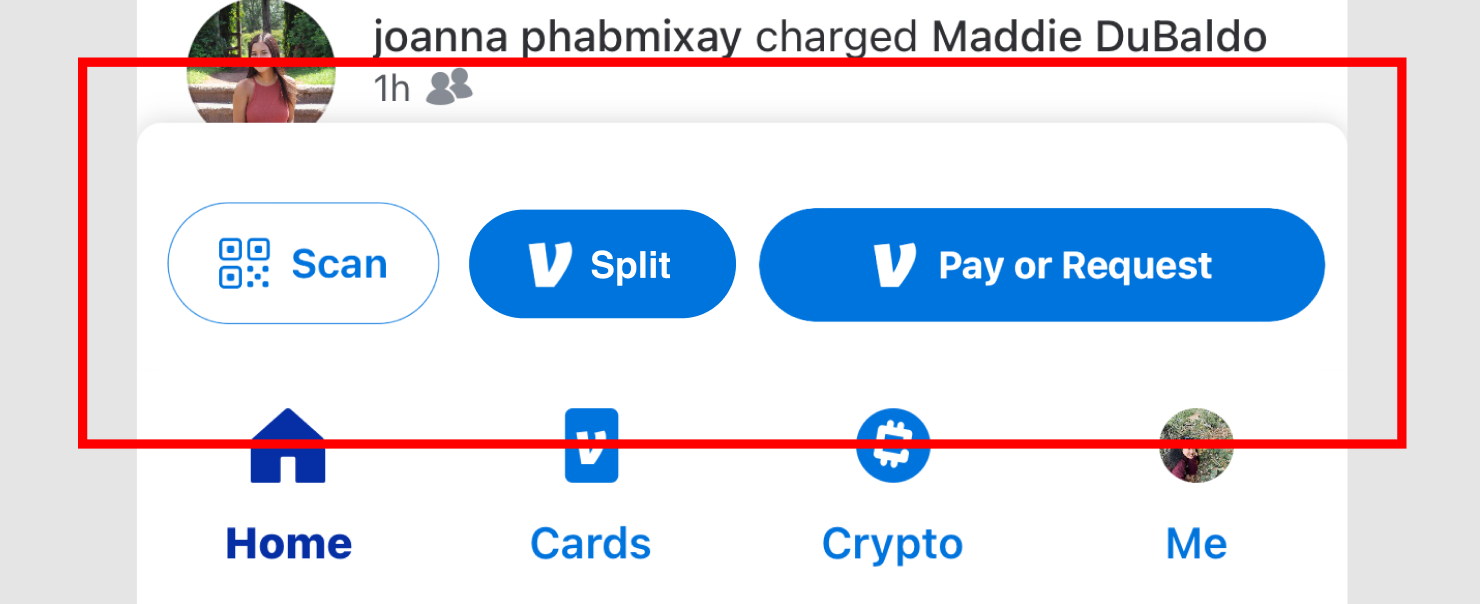 joanna phabmixay charged Maddie DuBaldo
1h
Scan
Split
Pay or Request
Home
Cards
Crypto
Me